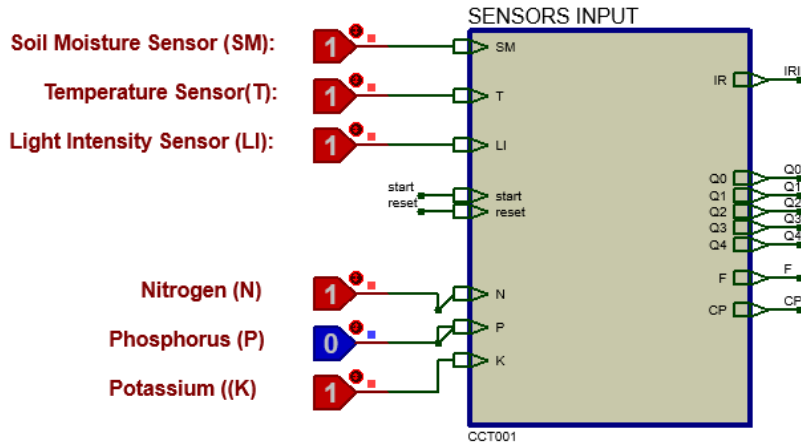 SENSORS INPUT
Soil Moisture Sensor (SM):
1
SM
Temperature Sensor(T):
1
T
Light Intensity Sensor (LI):
1
LI
start
start
reset
reset
Nitrogen (N)
1
N
Phosphorus (P)
0
P
Potassium ((K)
1
K
IR
IRI
Q0
Q0
Q1
Q1
Q2
Q2
Q3
Q3
Q4
Q4
F
F
CP
CP
CCT001